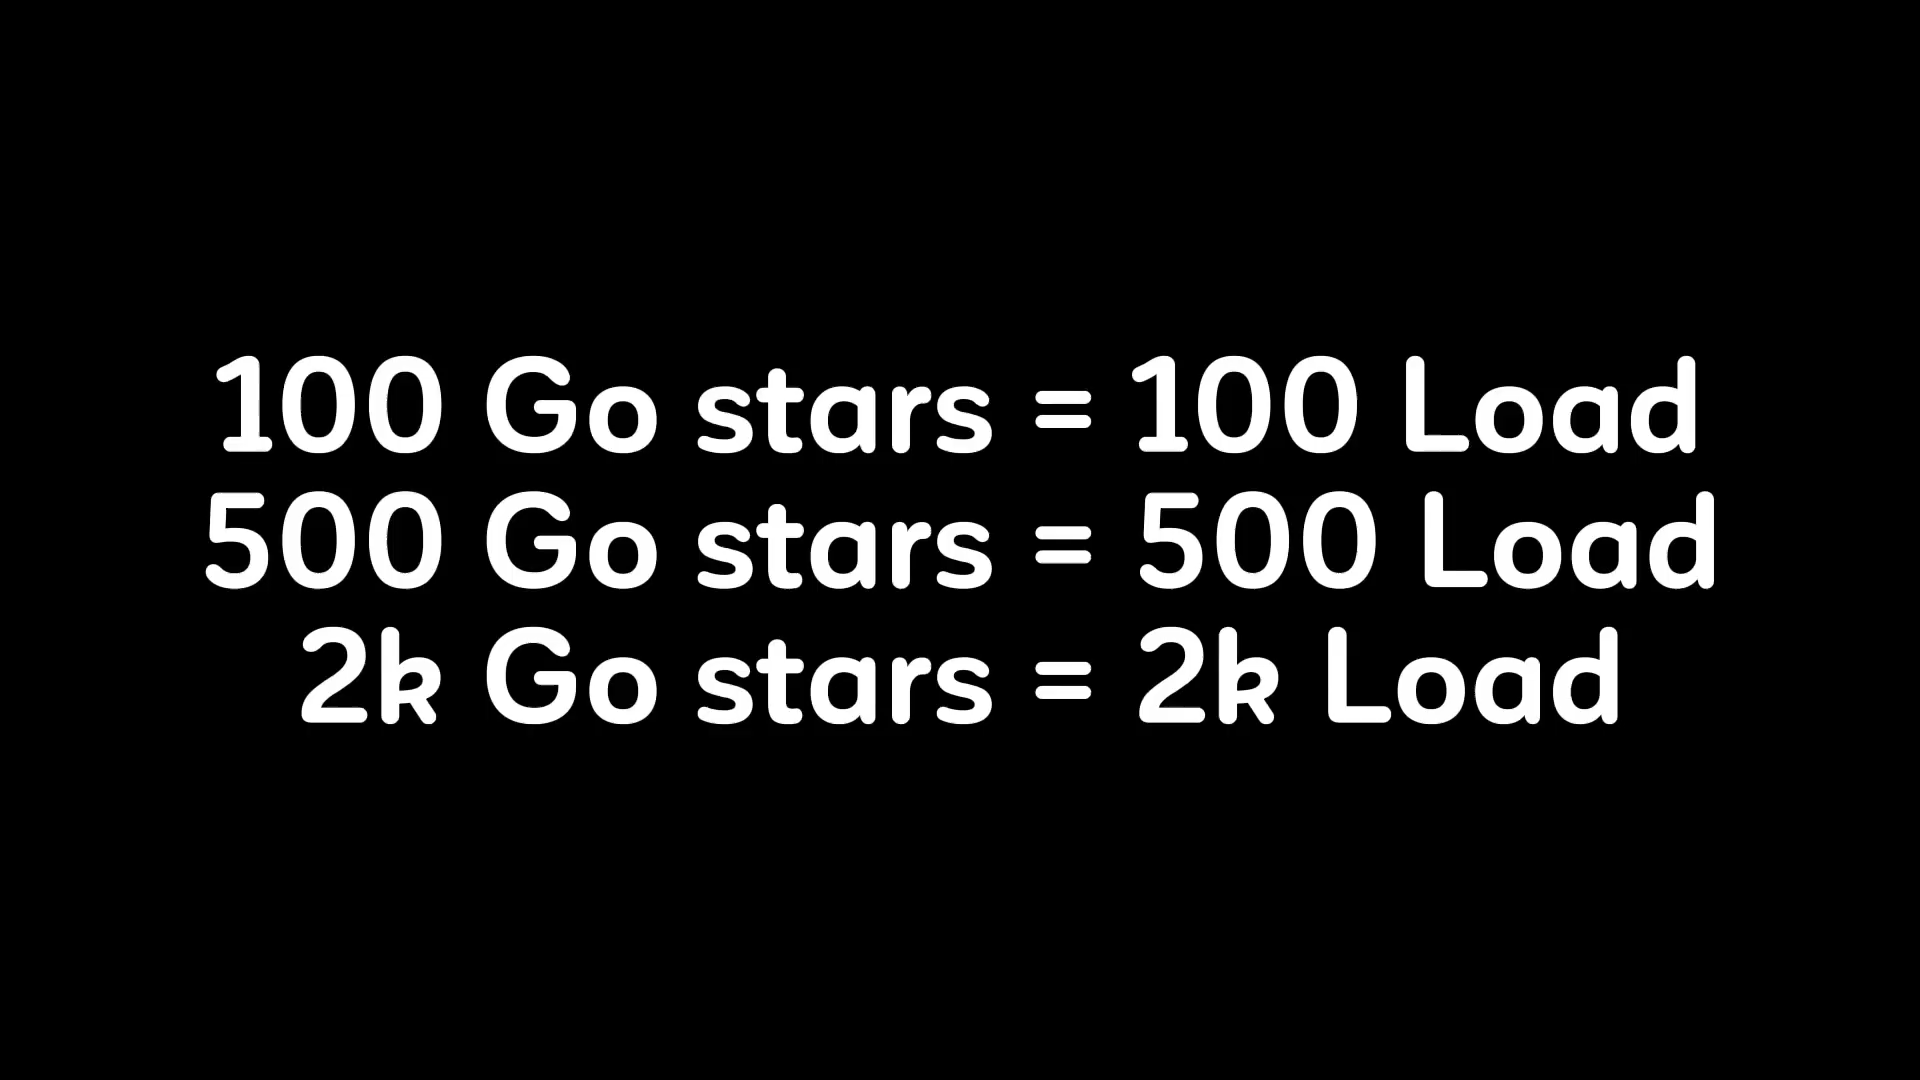 100 Go stars = 100 Load
500 Go stars = 500 Load
2k Go stars = 2k Load